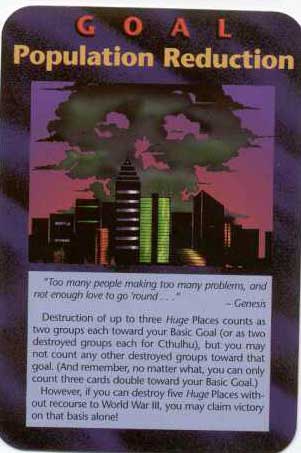 GOAL
Population Reduction
"Too many people making too many problems, and
not enough love to go 'round . . ."
– Genesis
Destruction of up to three Huge Places counts as
two groups each toward your Basic Goal (or as two
destroyed groups each for Cthulhu), but you may
not count any other destroyed groups toward that
goal. (And remember, no matter what, you can only
count three cards double toward your Basic Goal.)
However, if you can destroy five Huge Places with-
out recourse to World War III, you may claim victory
on that basis alone!